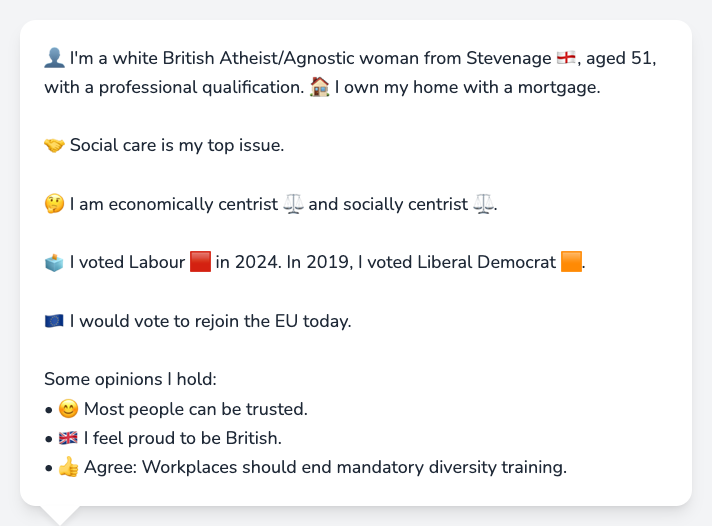 👤 I'm a white British Atheist/Agnostic woman from Stevenage 🏴󠁧󠁢󠁥󠁮󠁧󠁿, aged 51,
with a professional qualification. 🏠 I own my home with a mortgage.
🤝 Social care is my top issue.
🤔 I am economically centrist ⚖️ and socially centrist ⚖️.
🗳️ I voted Labour 🟥 in 2024. In 2019, I voted Liberal Democrat 🟧.
🇪🇺 I would vote to rejoin the EU today.
Some opinions I hold:
• 😊 Most people can be trusted.
• 🇬🇧 I feel proud to be British.
• 👍 Agree: Workplaces should end mandatory diversity training.